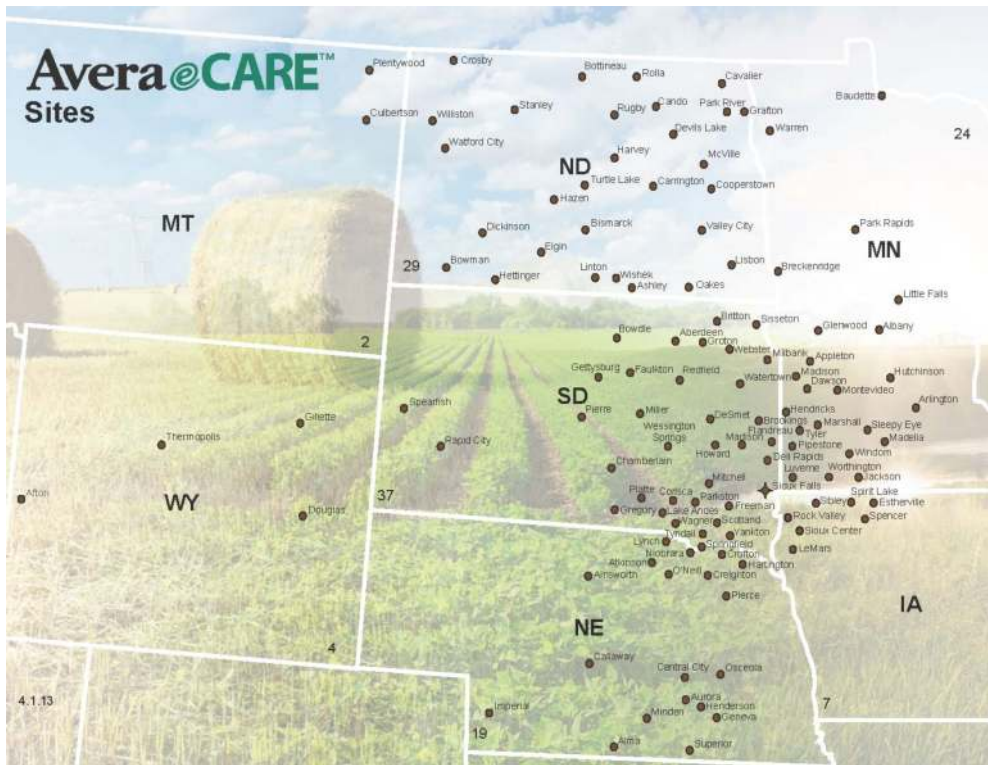 Avera eCARE™
Sites
Plentywood
Crosby
Bottineau
Rolla
Cavalier
Baudette
Culbertson
Williston
Stanley
Rugby
Cando
Park River
Grafton
Devils Lake
Warren
24
Watford City
Harvey
ND
McVille
Turtle Lake
Carrington
Cooperstown
Hazen
MT
Dickinson
Bismarck
Valley City
Park Rapids
Elgin
MN
29
Bowman
Hettinger
Linton
Wishek
Ashley
Lisbon
Oakes
Breckenridge
Little Falls
Britton
Sisseton
Glenwood
Albany
2
Bowdle
Aberdeen
Groton
Webster
Milbank
Appleton
Gettysburg
Faulkton
Redfield
Watertown
Madison
Dawson
Montevideo
Hutchinson
SD
Spearfish
Pierre
Miller
DeSmet
Hendricks
Arlington
Gillette
Brookings
Marshall
Sleepy Eye
Wessington
Springs
Flandreau
Tyler
Madelia
Thermopolis
Rapid City
Howard
Madison
Pipestone
Windom
Dell Rapids
Chamberlain
Luverne
Worthington
Jackson
Mitchell
Sioux Falls
Afton
WY
37
Platte
Corsica
Parkston
Freeman
Sibley
Spirit Lake
Estherville
Douglas
Gregory
Lake Andes
Rock Valley
Spencer
Wagner
Scotland
Sioux Center
Tyndall
Yankton
Lynch
Springfield
Niobrara
Crofton
LeMars
Atkinson
Hartington
Ainsworth
O'Neill
Creighton
Pierce
IA
NE
4
Callaway
Central City
Osceola
4.1.13
Imperial
Aurora
Henderson
Minden
Geneva
7
19
Alma
Superior